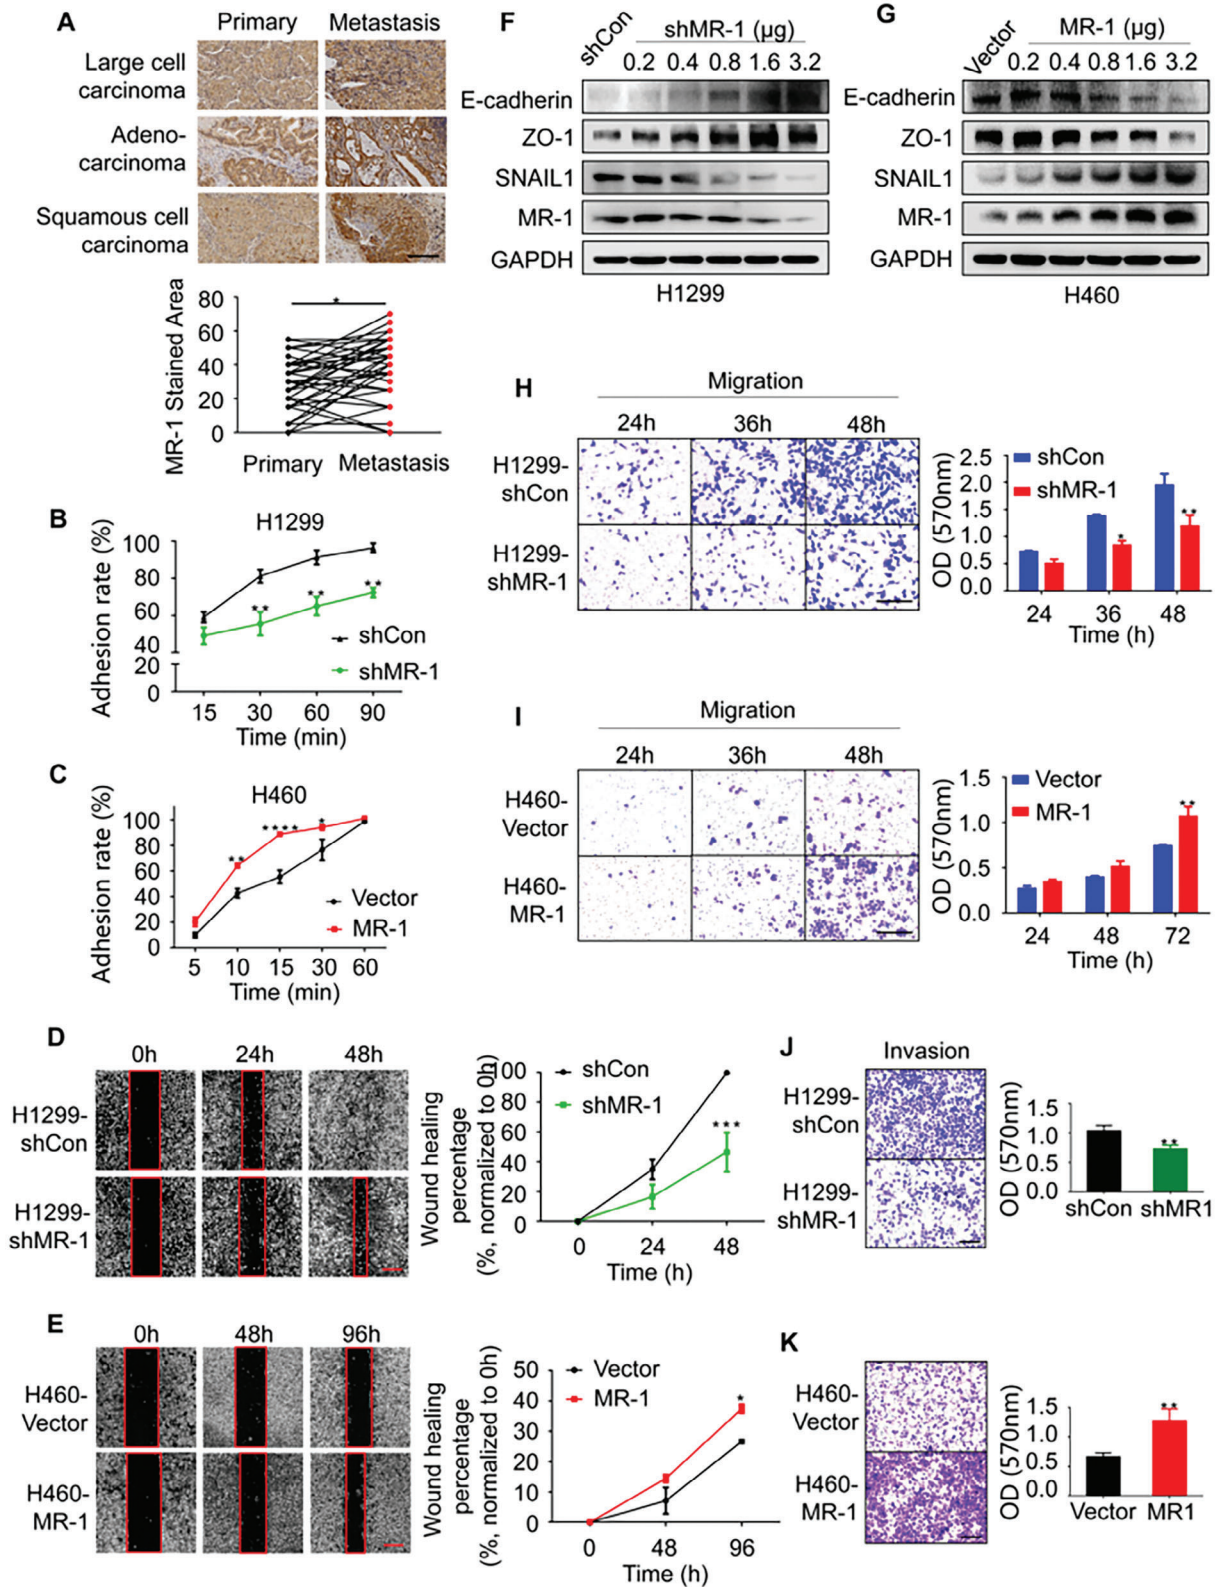 A
Primary Metastasis
Large cell
carcinoma
Adeno-
carcinoma
Squamous cell
carcinoma
MR-1 Stained Area
80
60
40
20
0
*
Primary Metastasis
B
H1299
Adhesion rate (%)
100
80
60
40
20
0
** ** **
shCon
shMR-1
15 30 60 90
Time (min)
C
H460
Adhesion rate (%)
100
80
60
40
20
0
** **** *
Vector
MR-1
5 10 15 30 60
Time (min)
D
0h 24h 48h
H1299-
shCon
H1299-
shMR-1
Wound healing
percentage
(%, normalized to 0h)
100
80
60
40
20
0
shCon
shMR-1
***
0 24 48
Time (h)
E
0h 48h 96h
H460-
Vector
H460-
MR-1
Wound healing
percentage
(%, normalized to 0h)
50
40
30
20
10
0
Vector
MR-1
*
0 48 96
Time (h)
F
shCon
shMR-1 (µg)
0.2 0.4 0.8 1.6 3.2
E-cadherin
ZO-1
SNAIL1
MR-1
GAPDH
H1299
G
Vector
MR-1 (µg)
0.2 0.4 0.8 1.6 3.2
E-cadherin
ZO-1
SNAIL1
MR-1
GAPDH
H460
H
Migration
24h 36h 48h
H1299-
shCon
H1299-
shMR-1
OD (570nm)
2.5
2.0
1.5
1.0
0.5
0.0
shCon
shMR-1
* **
24 36 48
Time (h)
I
Migration
24h 36h 48h
H460-
Vector
H460-
MR-1
OD (570nm)
1.5
1.0
0.5
0.0
Vector
MR-1
**
24 48 72
Time (h)
J
Invasion
H1299-
shCon
H1299-
shMR-1
OD (570nm)
1.5
1.0
0.5
0.0
**
shCon shMR1
K
H460-
Vector
H460-
MR-1
OD (570nm)
1.5
1.0
0.5
0.0
**
Vector MR1